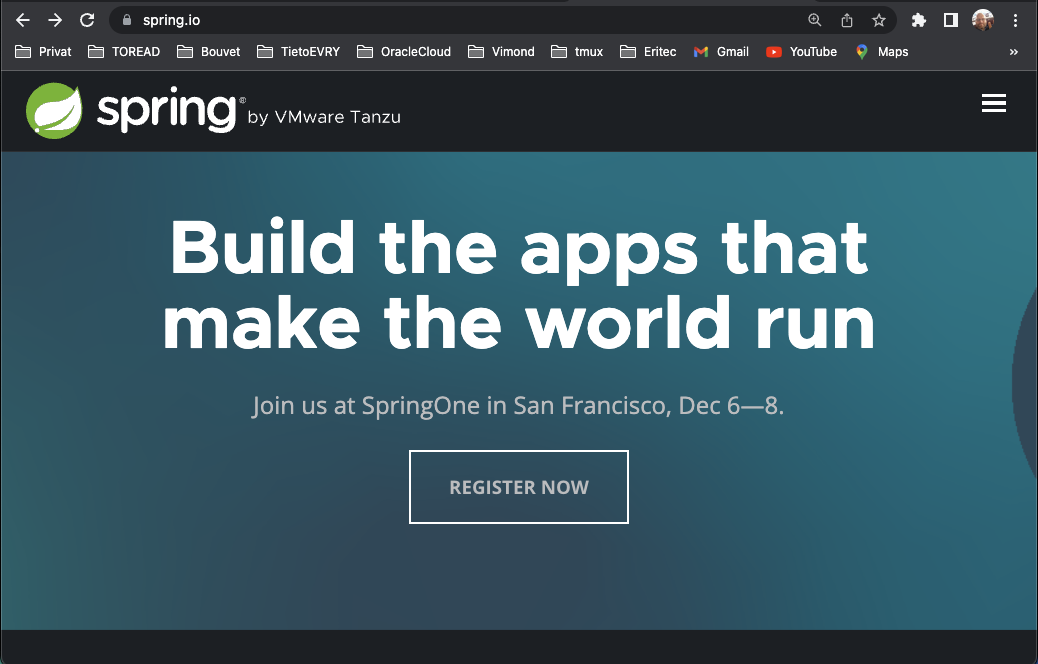 spring.io
Privat TOREAD Bouvet TietoEVRY OracleCloud Vimond tmux Eritec Gmail YouTube Maps »
spring® by VMware Tanzu
Build the apps that
make the world run
Join us at SpringOne in San Francisco, Dec 6—8.
REGISTER NOW